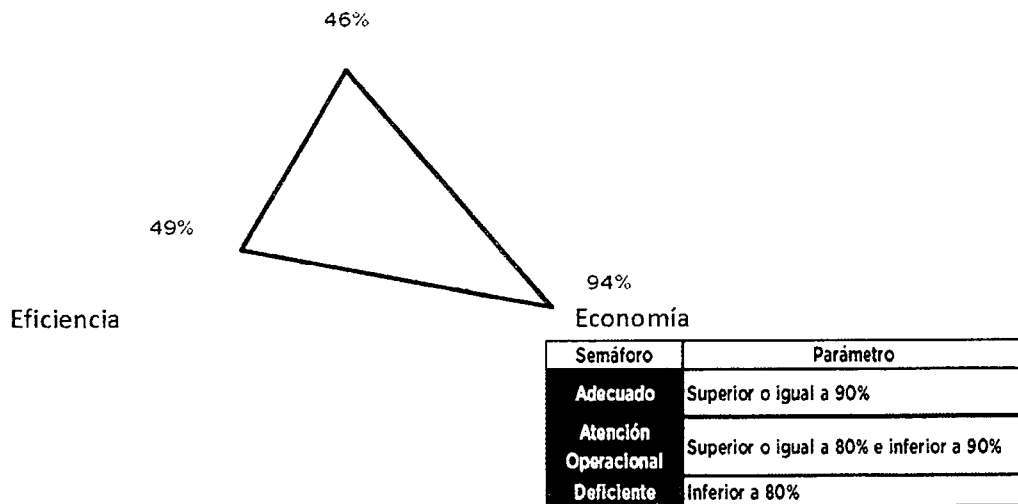 46%
49%
94%
Eficiencia
Economía
Semáforo Parámetro
Adecuado Superior o igual a 90%
Atención
Operacional Superior o igual a 80% e inferior a 90%
Deficiente Inferior a 80%